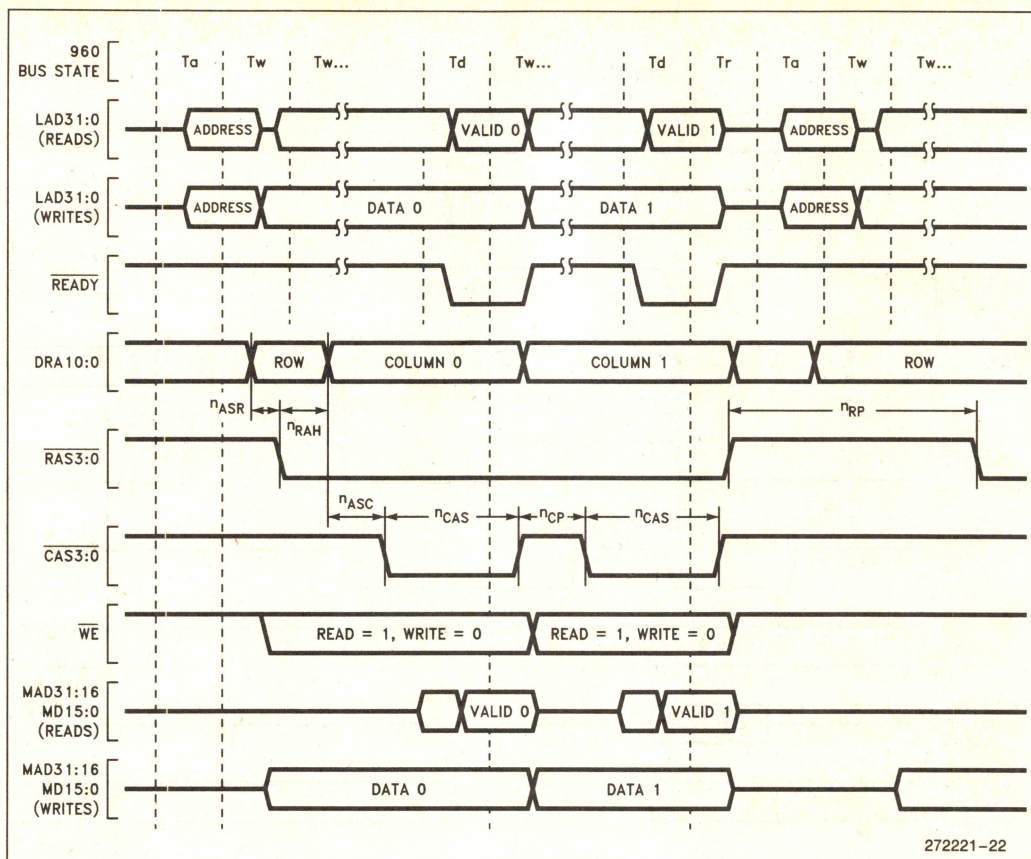 960
BUS STATE
Ta Tw Tw... Td Tw... Td Tr Ta Tw Tw...
LAD31:0
(READS)
ADDRESS VALID 0 VALID 1 ADDRESS
LAD31:0
(WRITES)
ADDRESS DATA 0 DATA 1 ADDRESS
READY
DRA10:0
ROW COLUMN 0 COLUMN 1 ROW
nASR nRAH nRP
RAS3:0
nASC nCAS nCP nCAS
CAS3:0
WE
READ = 1, WRITE = 0 READ = 1, WRITE = 0
MAD31:16
MD15:0
(READS)
VALID 0 VALID 1
MAD31:16
MD15:0
(WRITES)
DATA 0 DATA 1
272221-22